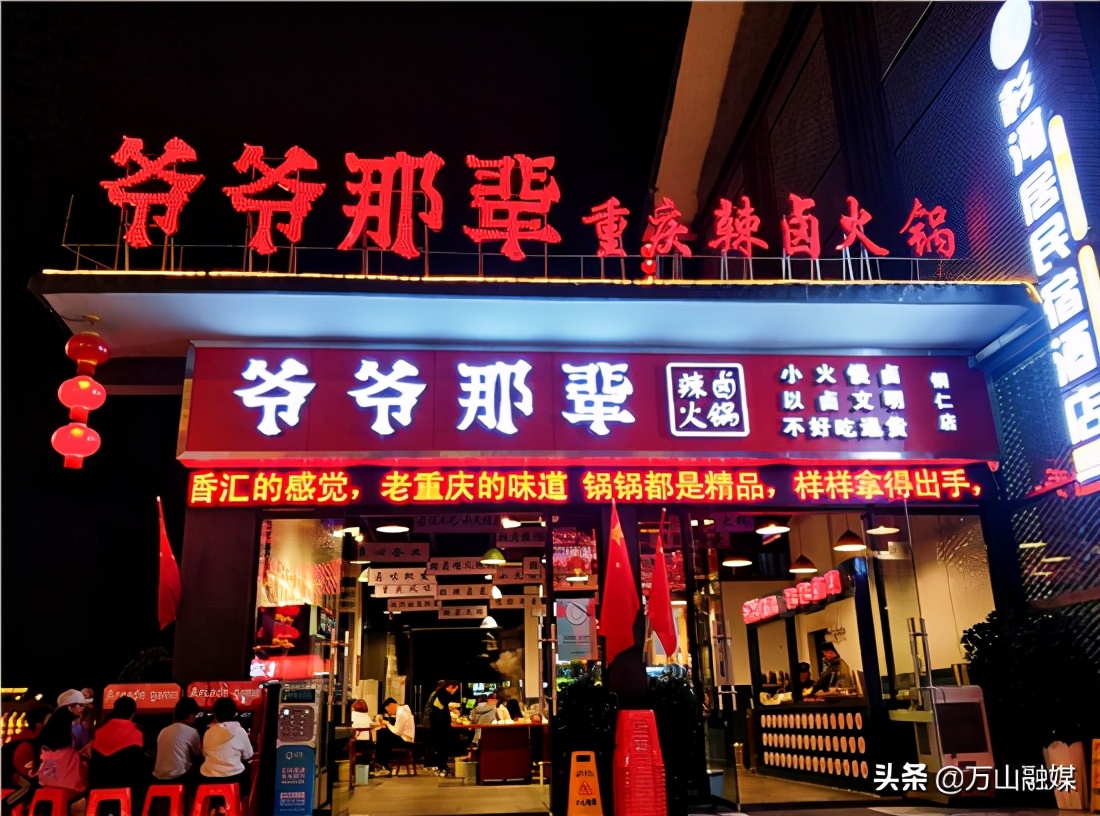 爷爷那辈 重庆辣卤火锅
爷爷那辈
辣卤
火锅
小火慢卤
以卤文明
不好吃退货
铜仁店
香汇的感觉，老重庆的味道 锅锅都是精品，样样拿得出手，
居民宿酒店
头条 @万山融媒